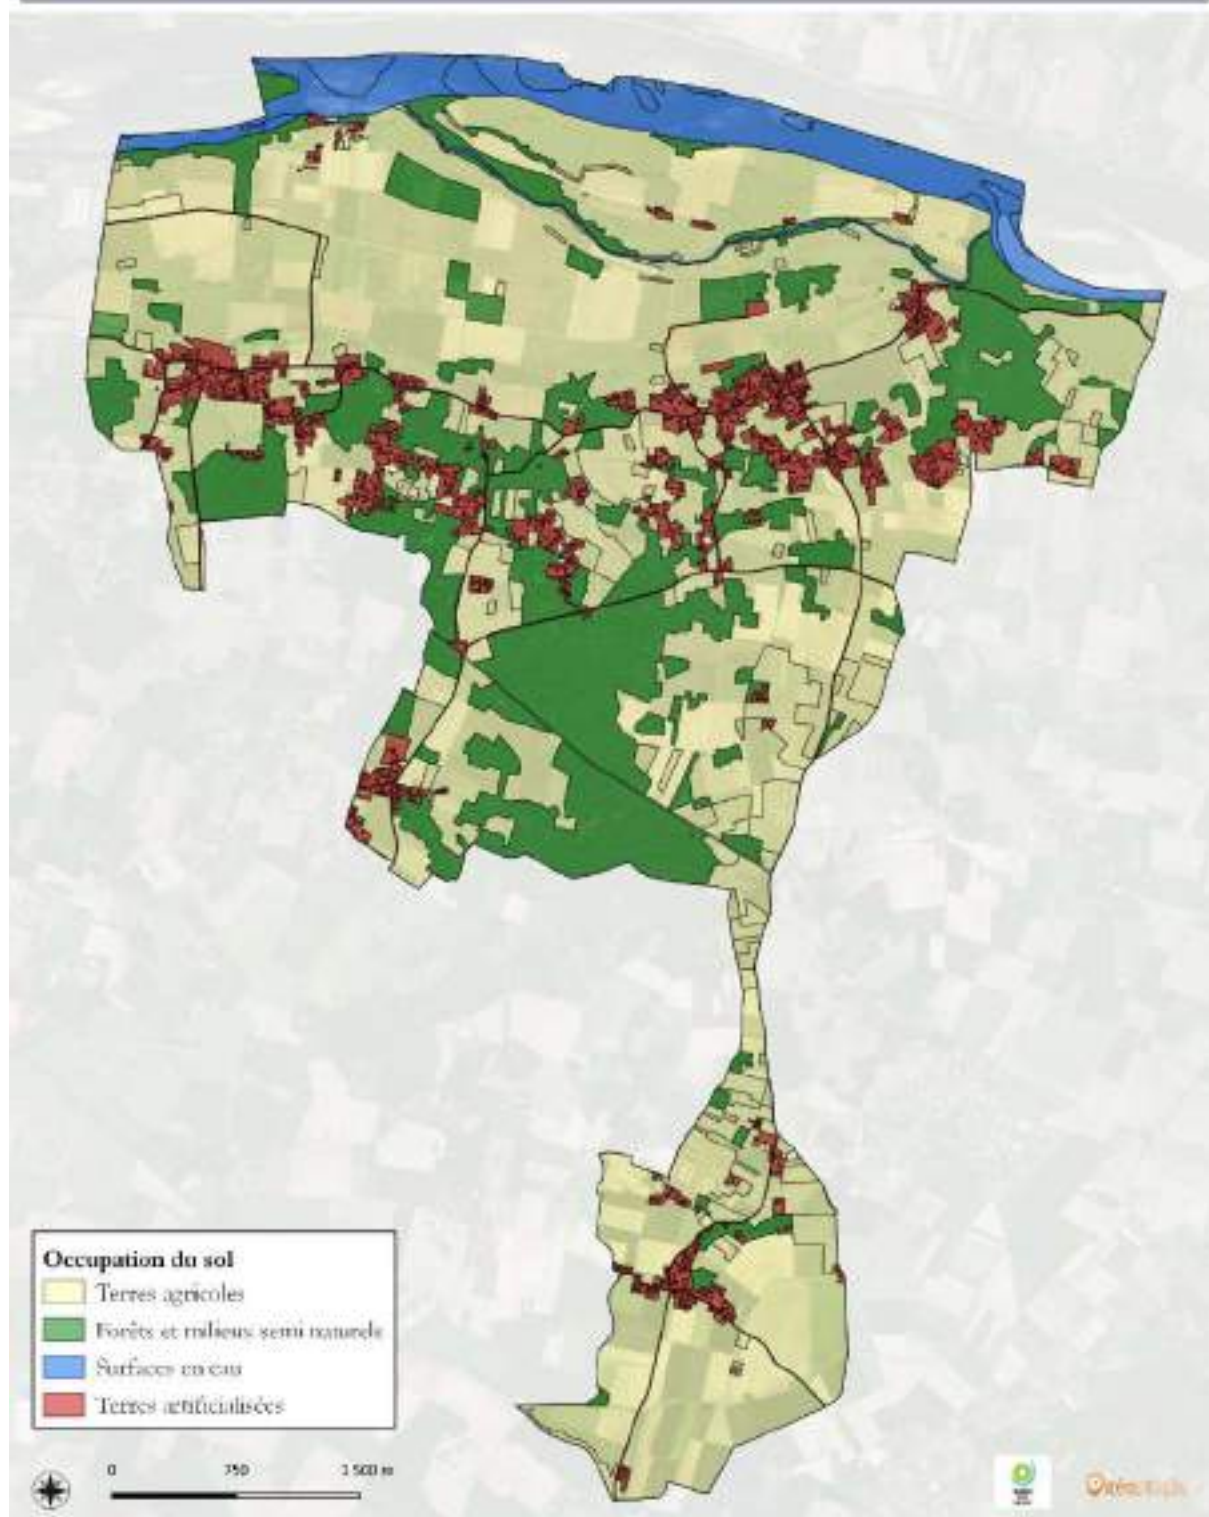 Occupation du sol
Terres agricoles
Forêts et milieux semi naturels
Surfaces en eau
Terres artificialisées
0 750 1 500 m